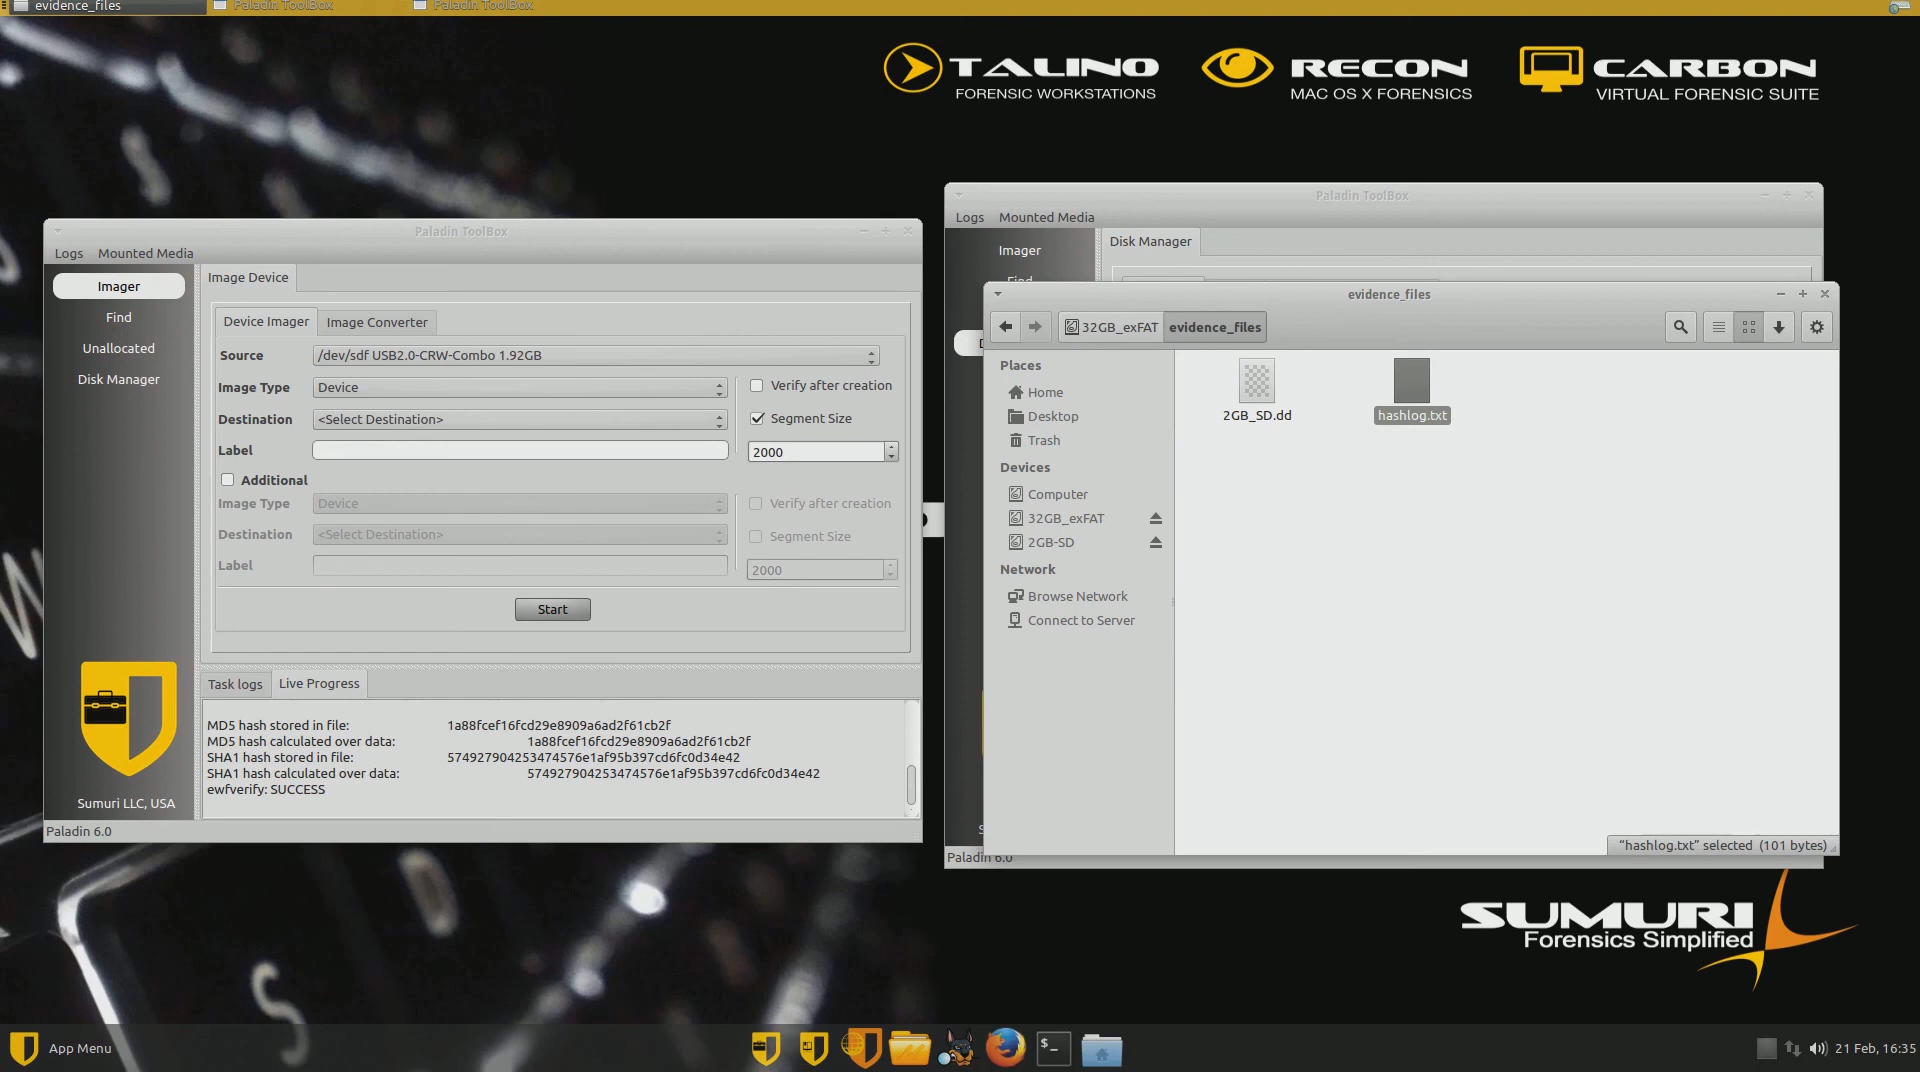 evidence_files
Paladin ToolBox
Paladin ToolBox
TALINO
FORENSIC WORKSTATIONS
RECON
MAC OS X FORENSICS
CARBON
VIRTUAL FORENSIC SUITE
Paladin ToolBox
Logs Mounted Media
Imager
Disk Manager
Paladin 6.0
Paladin ToolBox
Logs Mounted Media
Imager
Find
Unallocated
Disk Manager
Sumuri LLC, USA
Paladin 6.0
Image Device
Device Imager Image Converter
Source /dev/sdf USB2.0-CRW-Combo 1.92GB
Image Type Device Verify after creation
Destination <Select Destination> Segment Size
Label 2000
Additional
Image Type Device Verify after creation
Destination <Select Destination> Segment Size
Label 2000
Start
Task logs Live Progress
MD5 hash stored in file: 1a88fcef16fcd29e8909a6ad2f61cb2f
MD5 hash calculated over data: 1a88fcef16fcd29e8909a6ad2f61cb2f
SHA1 hash stored in file: 574927904253474576e1af95b397cd6fc0d34e42
SHA1 hash calculated over data: 574927904253474576e1af95b397cd6fc0d34e42
ewfverify: SUCCESS
evidence_files
32GB_exFAT evidence_files
Places
Home
Desktop
Trash
Devices
Computer
32GB_exFAT
2GB-SD
Network
Browse Network
Connect to Server
2GB_SD.dd
hashlog.txt
“hashlog.txt” selected (101 bytes)
SUMURI
Forensics Simplified
App Menu
$_
21 Feb, 16:35